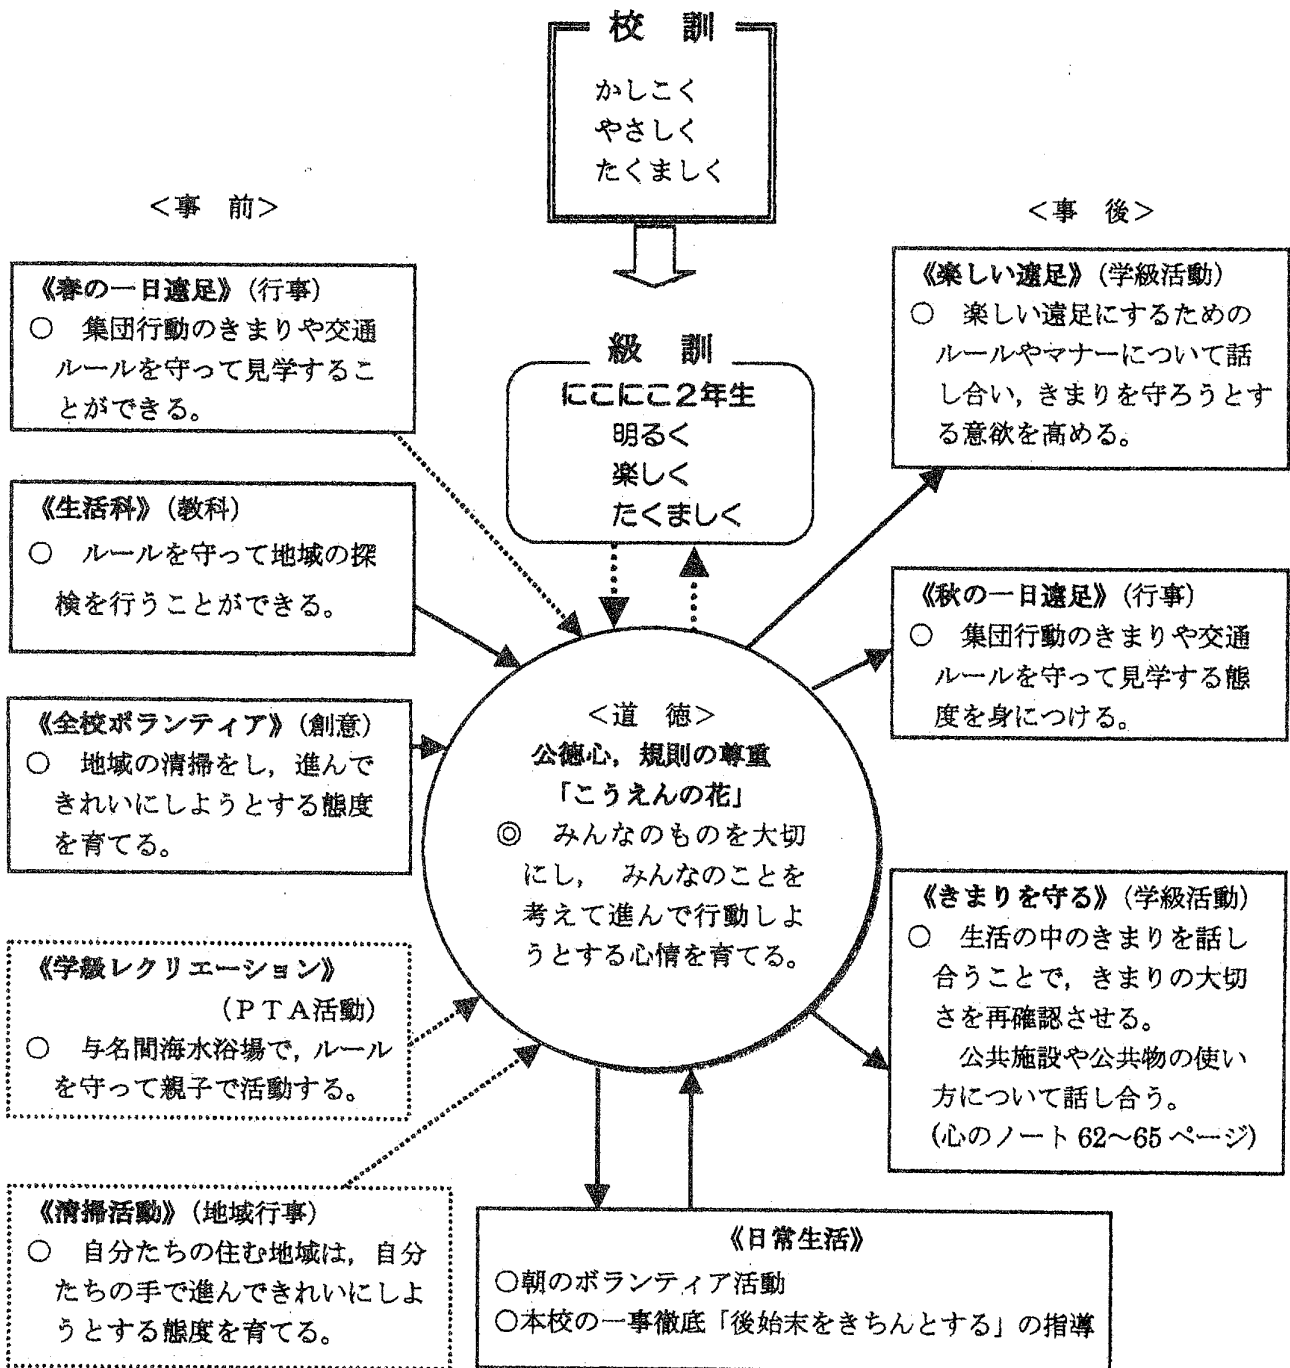 校 訓
かしこく
やさしく
たくましく
＜事 前＞
《春の一日遠足》(行事)
○ 集団行動のきまりや交通
ルールを守って見学するこ
とができる。
《生活科》(教科)
○ ルールを守って地域の探
検を行うことができる。
《全校ボランティア》(創意)
○ 地域の清掃をし，進んで
きれいにしようとする態度
を育てる。
《学級レクリエーション》
(ＰＴＡ活動)
○ 与名間海水浴場で，ルール
を守って親子で活動する。
《清掃活動》(地域行事)
○ 自分たちの住む地域は，自分
たちの手で進んできれいにしよ
うとする態度を育てる。
級 訓
にこにこ２年生
明るく
楽しく
たくましく
＜道 徳＞
公徳心，規則の尊重
「こうえんの花」
◎ みんなのものを大切
にし， みんなのことを
考えて進んで行動しよ
うとする心情を育てる。
《日常生活》
○朝のボランティア活動
○本校の一事徹底「後始末をきちんとする」の指導
＜事 後＞
《楽しい遠足》(学級活動)
○ 楽しい遠足にするための
ルールやマナーについて話
し合い，きまりを守ろうとす
る意欲を高める。
《秋の一日遠足》(行事)
○ 集団行動のきまりや交通
ルールを守って見学する態
度を身につける。
《きまりを守る》(学級活動)
○ 生活の中のきまりを話し
合うことで，きまりの大切
さを再確認させる。
公共施設や公共物の使い
方について話し合う。
(心のノート 62～65 ページ)